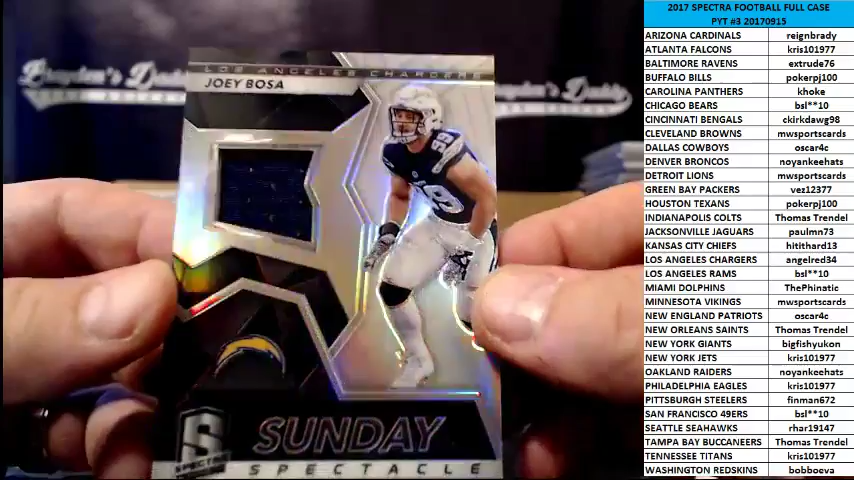 2017 SPECTRA FOOTBALL FULL CASE
PYT #3 20170915
ARIZONA CARDINALS reignbrady
ATLANTA FALCONS kris101977
BALTIMORE RAVENS extrude76
BUFFALO BILLS pokerpj100
CAROLINA PANTHERS khoke
CHICAGO BEARS bsl**10
CINCINNATI BENGALS ckirkdawg98
CLEVELAND BROWNS mwsportscards
DALLAS COWBOYS oscar4c
DENVER BRONCOS noyankeehats
DETROIT LIONS mwsportscards
GREEN BAY PACKERS vez12377
HOUSTON TEXANS pokerpj100
INDIANAPOLIS COLTS Thomas Trendel
JACKSONVILLE JAGUARS paulmn73
KANSAS CITY CHIEFS hitithard13
LOS ANGELES CHARGERS angelred34
LOS ANGELES RAMS bsl**10
MIAMI DOLPHINS ThePhinatic
MINNESOTA VIKINGS mwsportscards
NEW ENGLAND PATRIOTS oscar4c
NEW ORLEANS SAINTS Thomas Trendel
NEW YORK GIANTS bigfishyukon
NEW YORK JETS kris101977
OAKLAND RAIDERS noyankeehats
PHILADELPHIA EAGLES kris101977
PITTSBURGH STEELERS finman672
SAN FRANCISCO 49ERS bsl**10
SEATTLE SEAHAWKS rhar19147
TAMPA BAY BUCCANEERS Thomas Trendel
TENNESSEE TITANS kris101977
WASHINGTON REDSKINS bobboeva
LOS ANGELES CHARGERS
JOEY BOSA
99
S
SPECTRA
SUNDAY
SPECTACLE